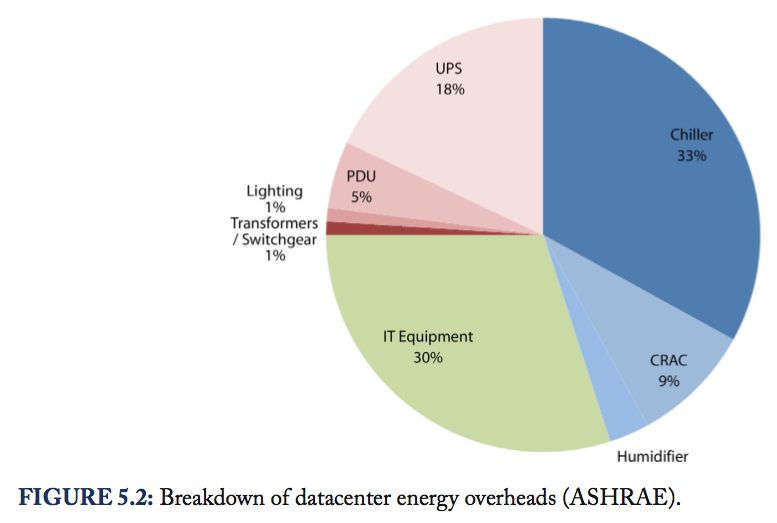 UPS
18%
Chiller
33%
PDU
5%
Lighting
1%
Transformers
/ Switchgear
1%
IT Equipment
30%
CRAC
9%
Humidifier
FIGURE 5.2: Breakdown of datacenter energy overheads (ASHRAE).